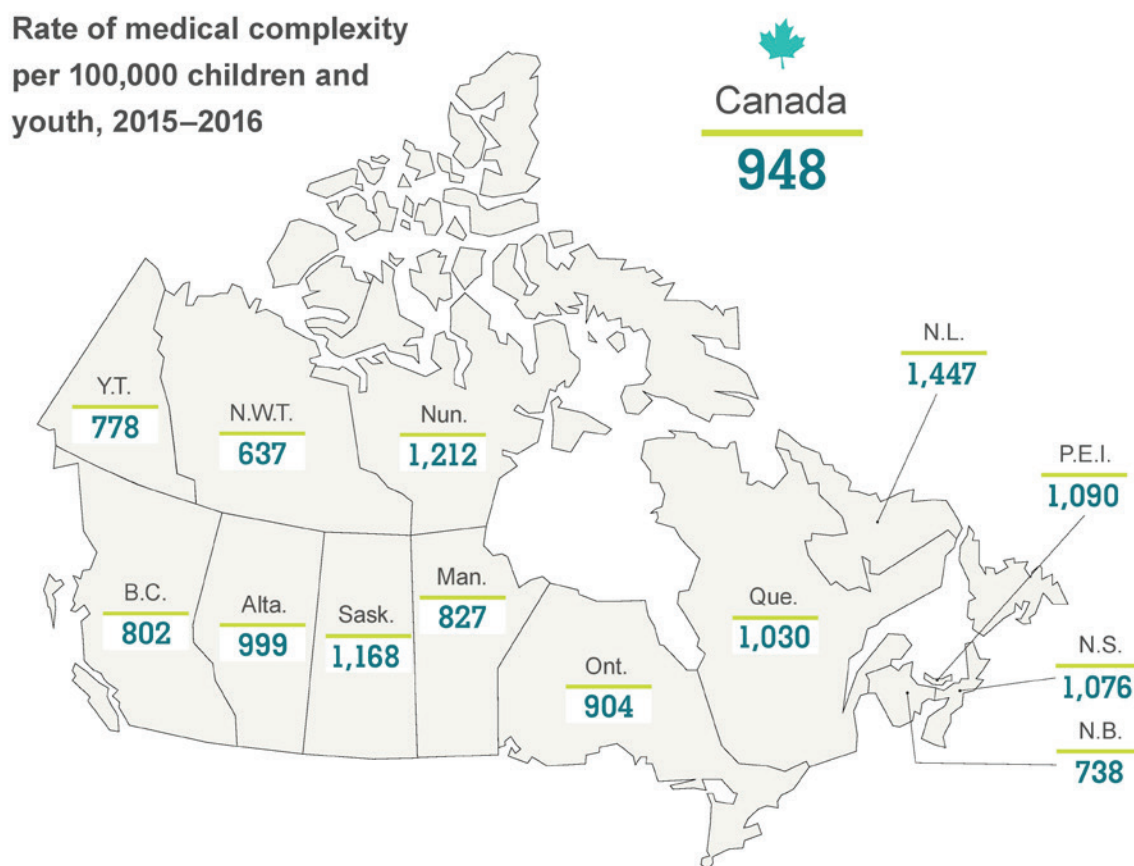 Rate of medical complexity
per 100,000 children and
youth, 2015–2016
Canada
948
N.L.
1,447
Y.T.
778
N.W.T.
637
Nun.
1,212
P.E.I.
1,090
B.C.
802
Alta.
999
Sask.
1,168
Man.
827
Ont.
904
Que.
1,030
N.S.
1,076
N.B.
738